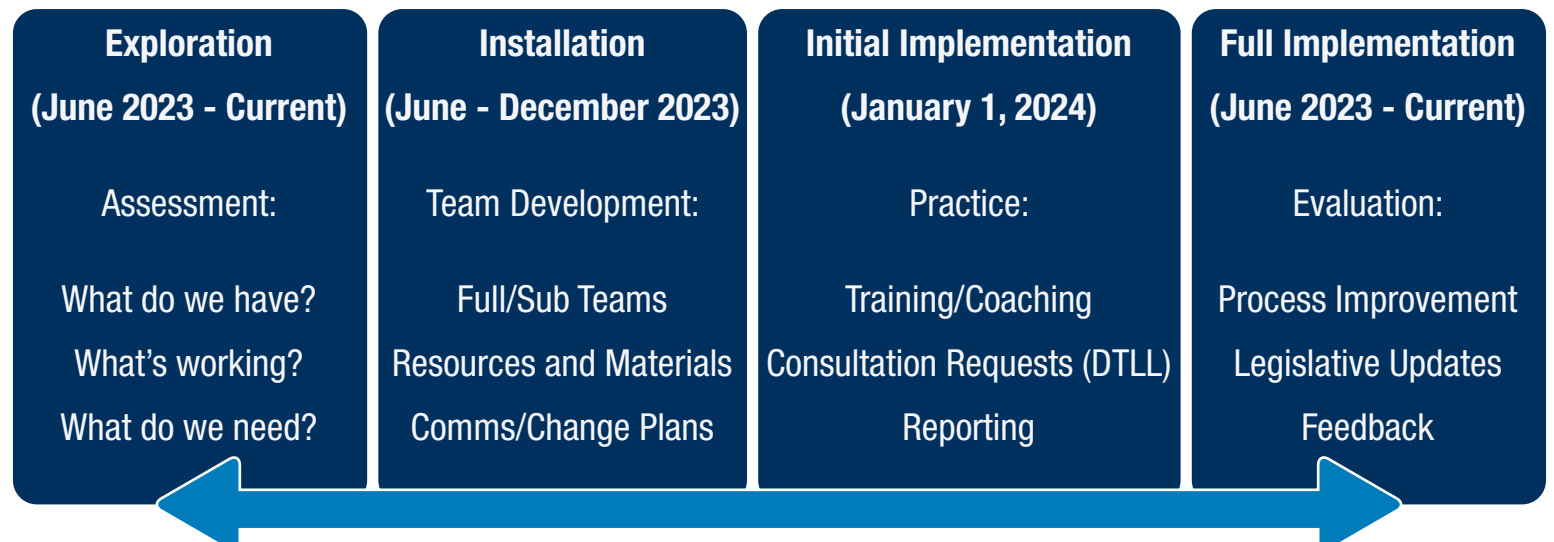 Exploration
(June 2023 - Current)
Assessment:
What do we have?
What’s working?
What do we need?
Installation
(June - December 2023)
Team Development:
Full/Sub Teams
Resources and Materials
Comms/Change Plans
Initial Implementation
(January 1, 2024)
Practice:
Training/Coaching
Consultation Requests (DTLL)
Reporting
Full Implementation
(June 2023 - Current)
Evaluation:
Process Improvement
Legislative Updates
Feedback